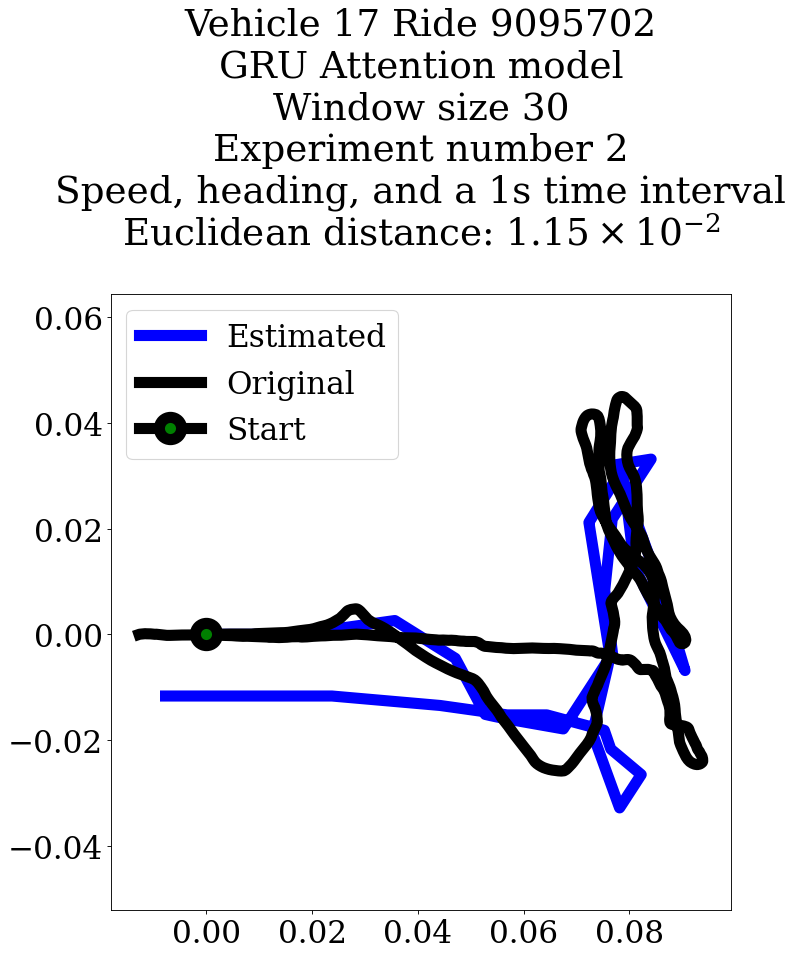 Vehicle 17 Ride 9095702
GRU Attention model
Window size 30
Experiment number 2
Speed, heading, and a 1s time interval
Euclidean distance: 1.15 × 10⁻²
0.06
0.04
0.02
0.00
−0.02
−0.04
Estimated
Original
Start
0.00 0.02 0.04 0.06 0.08